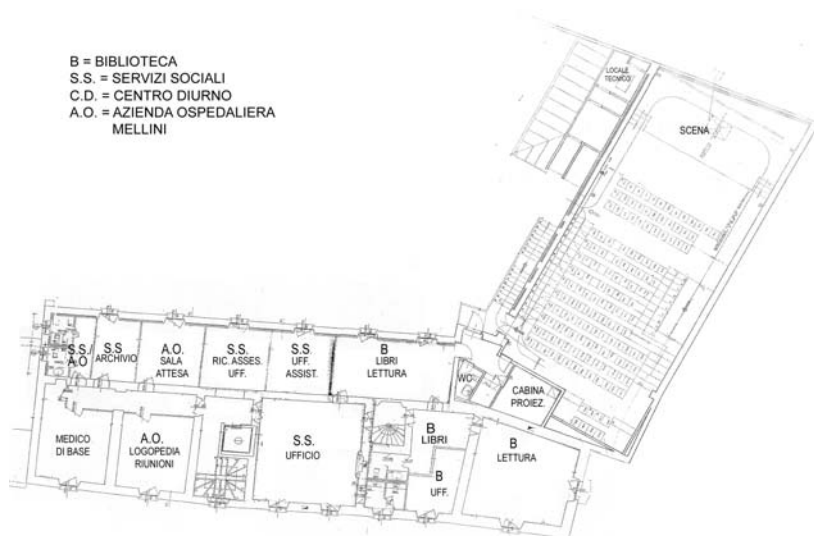 B = BIBLIOTECA
S.S. = SERVIZI SOCIALI
C.D. = CENTRO DIURNO
A.O. = AZIENDA OSPEDALIERA
MELLINI
LOCALE
TECNICO
SCENA
S.S./
A.O
S.S
ARCHIVIO
A.O.
SALA
ATTESA
S.S.
RIC. ASSES.
UFF.
S.S.
UFF.
ASSIST.
B
LIBRI
LETTURA
WC
CABINA
PROIEZ.
MEDICO
DI BASE
A.O.
LOGOPEDIA
RIUNIONI
S.S.
UFFICIO
B
LIBRI
B
UFF.
B
LETTURA